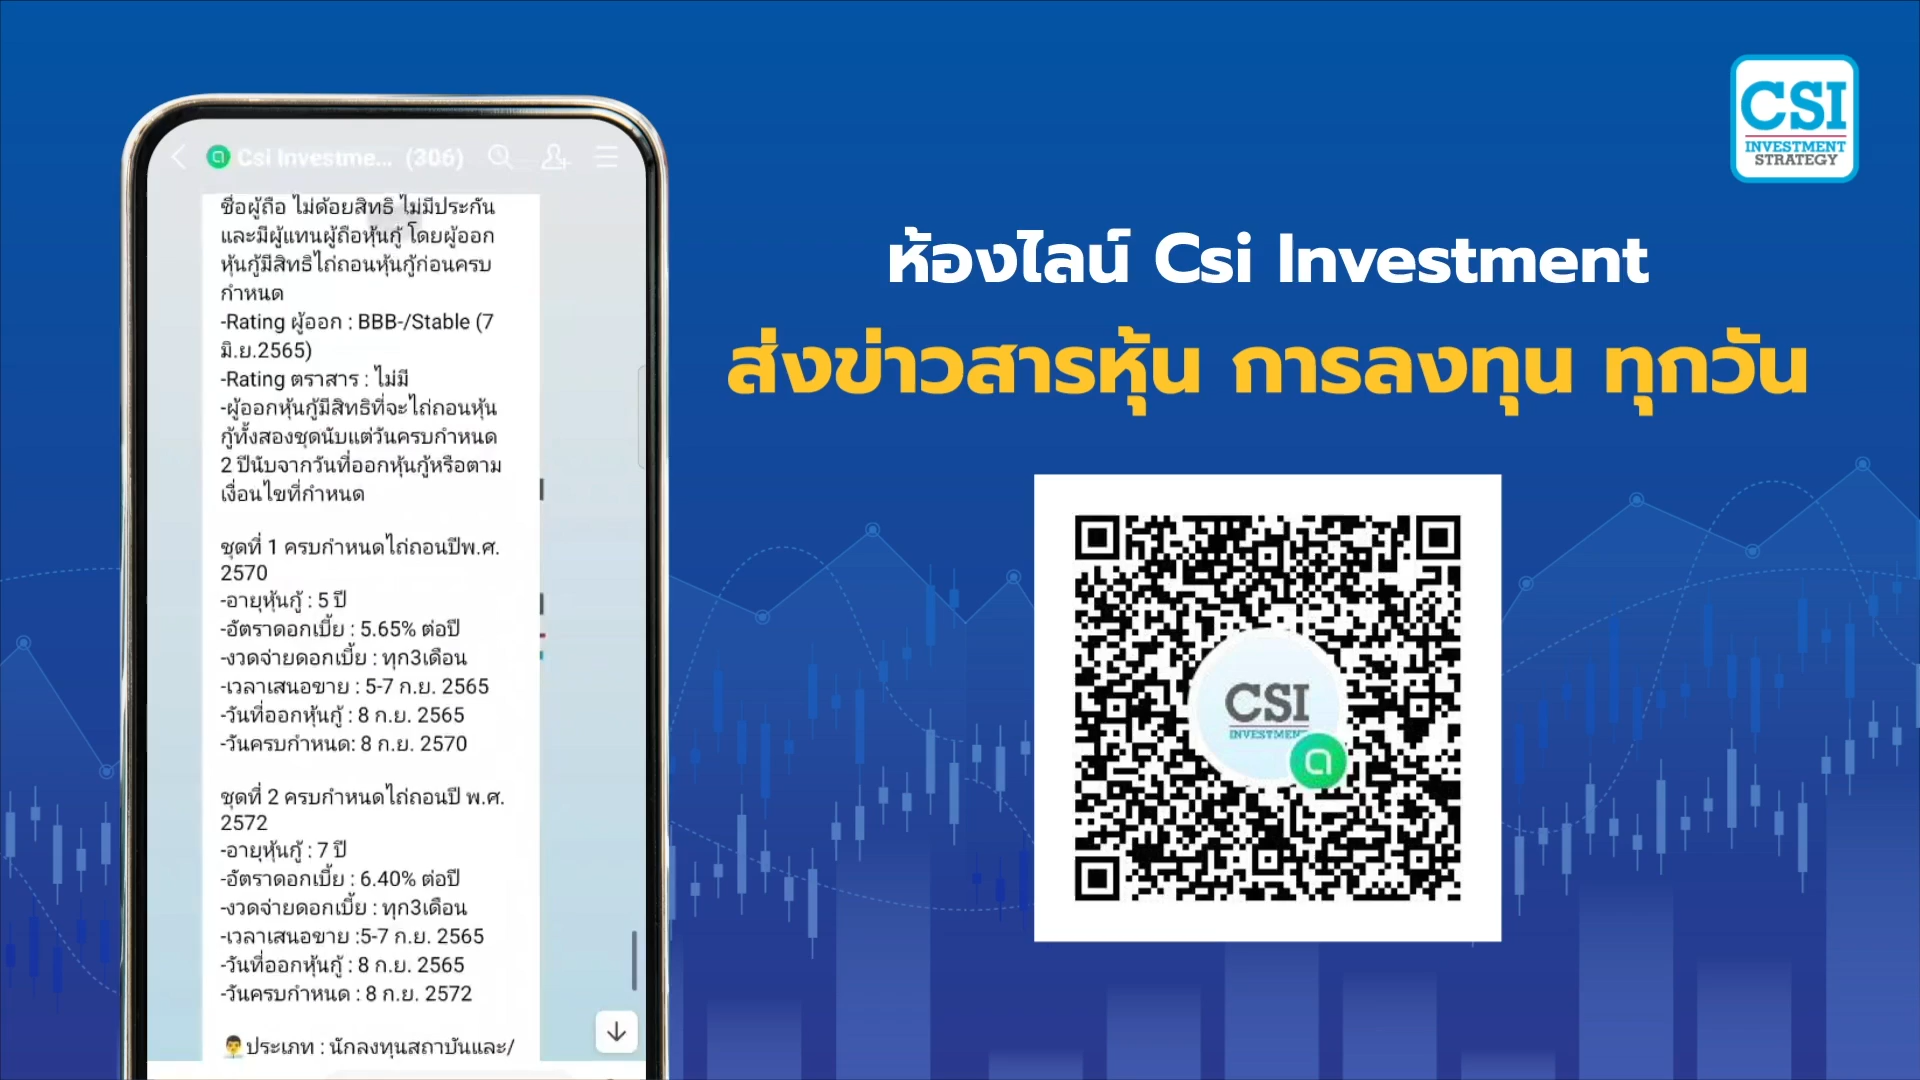 Csi Investme... (306)
ชื่อผู้ถือ ไม่ด้อยสิทธิ ไม่มีประกัน
และมีผู้แทนผู้ถือหุ้นกู้ โดยผู้ออก
หุ้นกู้มีสิทธิไถ่ถอนหุ้นกู้ก่อนครบ
กำหนด
-Rating ผู้ออก : BBB-/Stable (7
มิ.ย.2565)
-Rating ตราสาร : ไม่มี
-ผู้ออกหุ้นกู้มีสิทธิที่จะไถ่ถอนหุ้น
กู้ทั้งสองชุดนับแต่วันครบกำหนด
2 ปีนับจากวันที่ออกหุ้นกู้หรือตาม
เงื่อนไขที่กำหนด
ชุดที่ 1 ครบกำหนดไถ่ถอนปีพ.ศ.
2570
-อายุหุ้นกู้ : 5 ปี
-อัตราดอกเบี้ย : 5.65% ต่อปี
-งวดจ่ายดอกเบี้ย : ทุก3เดือน
-เวลาเสนอขาย : 5-7 ก.ย. 2565
-วันที่ออกหุ้นกู้ : 8 ก.ย. 2565
-วันครบกำหนด: 8 ก.ย. 2570
ชุดที่ 2 ครบกำหนดไถ่ถอนปี พ.ศ.
2572
-อายุหุ้นกู้ : 7 ปี
-อัตราดอกเบี้ย : 6.40% ต่อปี
-งวดจ่ายดอกเบี้ย : ทุก3เดือน
-เวลาเสนอขาย :5-7 ก.ย. 2565
-วันที่ออกหุ้นกู้ : 8 ก.ย. 2565
-วันครบกำหนด : 8 ก.ย. 2572
ประเภท : นักลงทุนสถาบันและ/
CSI
INVESTMENT
STRATEGY
ห้องไลน์ Csi Investment
ส่งข่าวสารหุ้น การลงทุน ทุกวัน
CSI
INVESTMENT